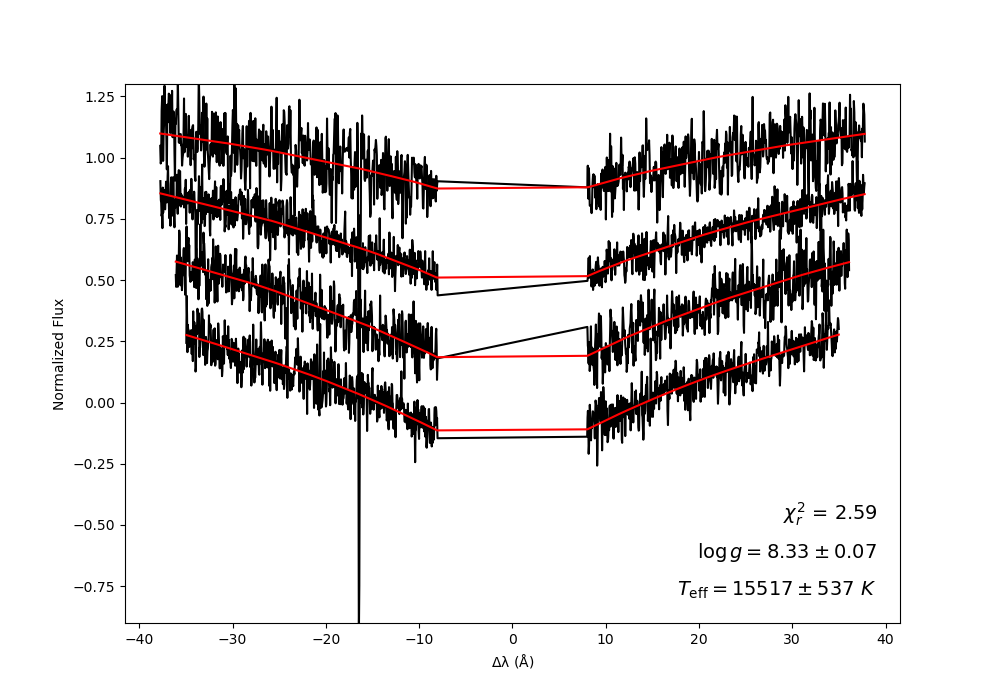 1.25
1.00
0.75
0.50
0.25
0.00
−0.25
−0.50
−0.75
Normalized Flux
χ²ᵣ = 2.59
log g = 8.33 ± 0.07
T_eff = 15517 ± 537 K
−40 −30 −20 −10 0 10 20 30 40
Δλ (Å)